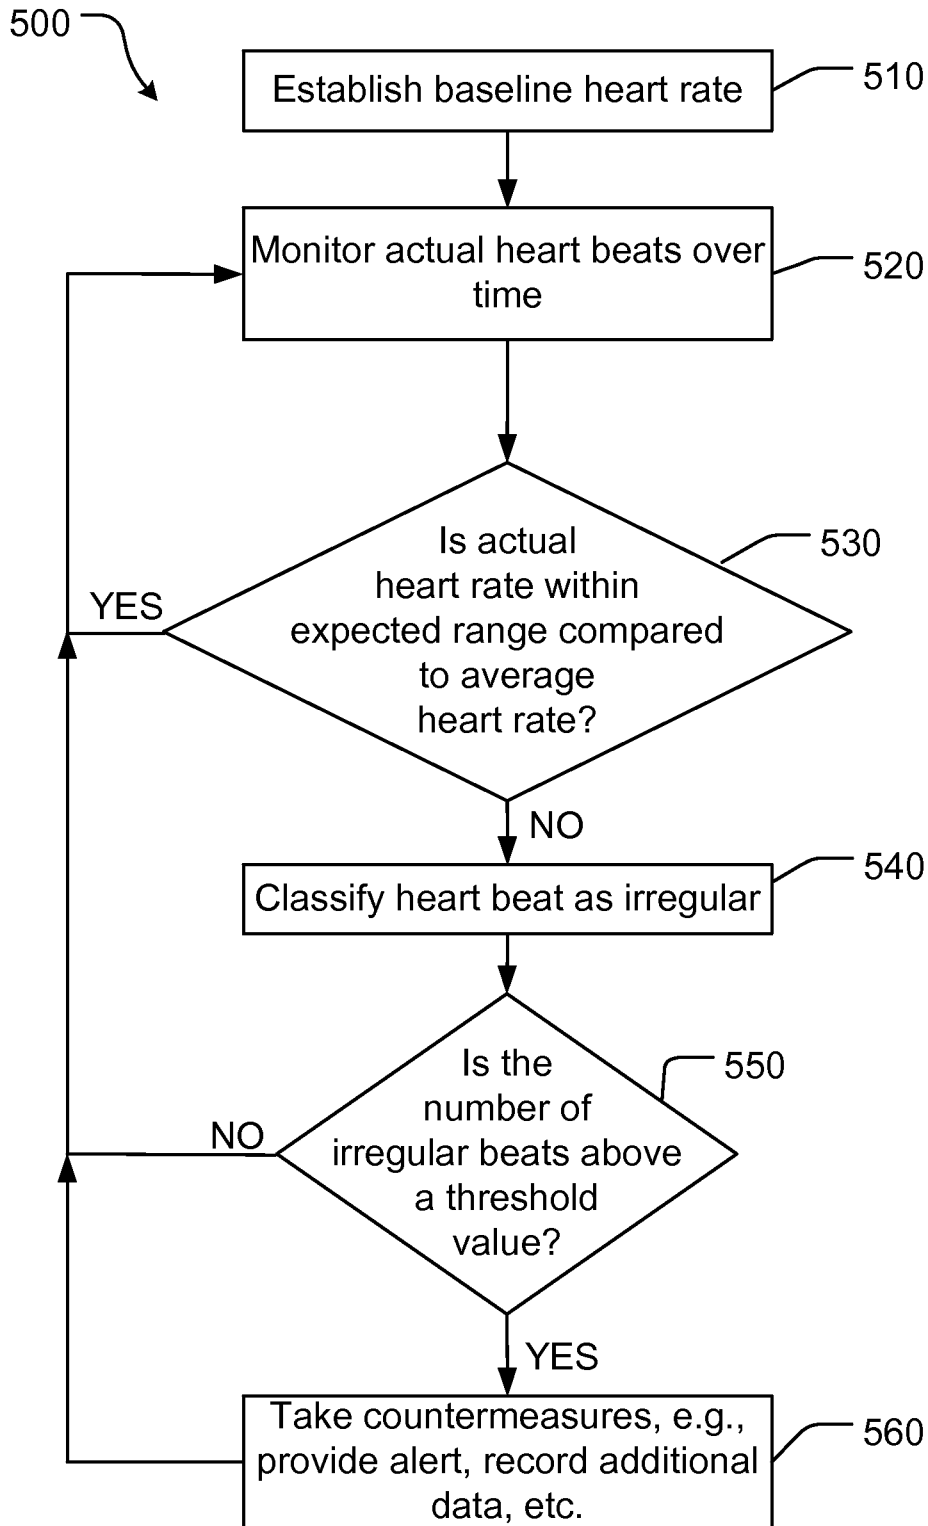 500
Establish baseline heart rate
510
Monitor actual heart beats over
time
520
Is actual
heart rate within
expected range compared
to average
heart rate?
530
YES
NO
Classify heart beat as irregular
540
Is the
number of
irregular beats above
a threshold
value?
550
NO
YES
Take countermeasures, e.g.,
provide alert, record additional
data, etc.
560